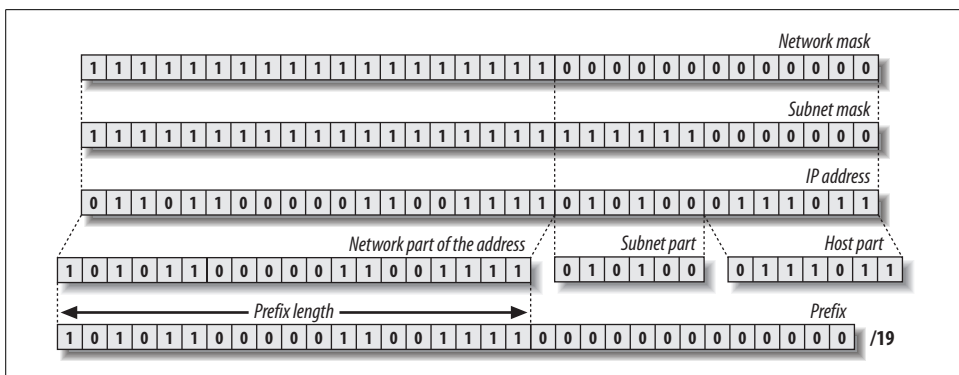 Network mask
1 1 1 1 1 1 1 1 1 1 1 1 1 1 1 1 1 1 1 0 0 0 0 0 0 0 0 0 0 0 0 0
Subnet mask
1 1 1 1 1 1 1 1 1 1 1 1 1 1 1 1 1 1 1 1 1 1 1 1 1 0 0 0 0 0 0 0
IP address
0 1 1 0 1 1 0 0 0 0 0 1 1 0 0 1 1 1 1 0 1 0 1 0 0 0 1 1 1 0 1 1
Network part of the address
Subnet part
Host part
1 0 1 0 1 1 0 0 0 0 0 1 1 0 0 1 1 1 1
0 1 0 1 0 0
0 1 1 1 0 1 1
Prefix length
Prefix
1 0 1 0 1 1 0 0 0 0 0 1 1 0 0 1 1 1 1 0 0 0 0 0 0 0 0 0 0 0 0 0 /19